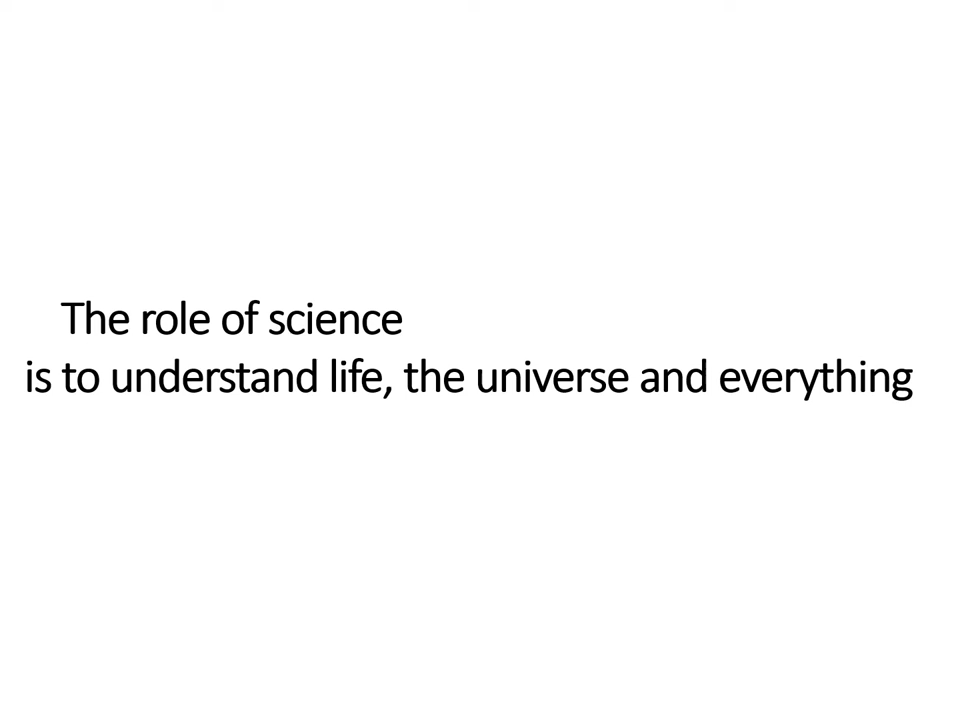 The role of science
is to understand life, the universe and everything